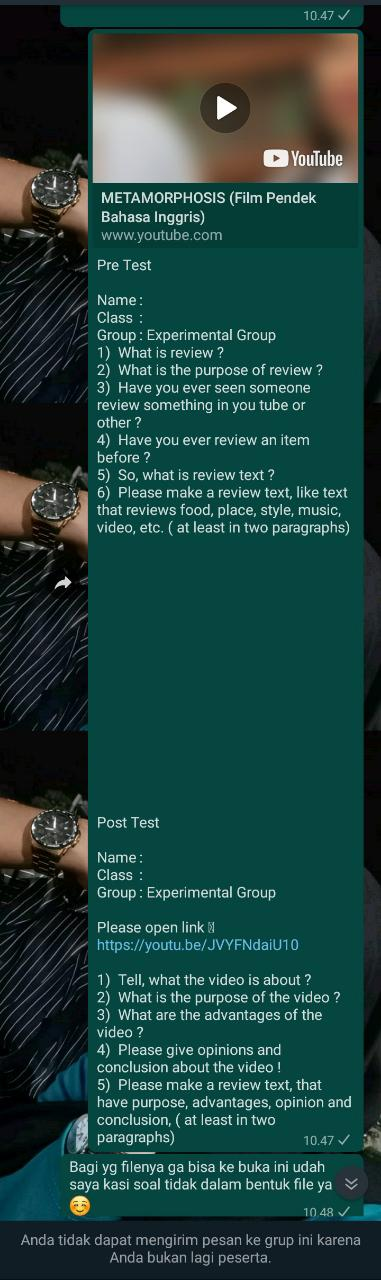 10.47
YouTube
METAMORPHOSIS (Film Pendek
Bahasa Inggris)
www.youtube.com
Pre Test
Name :
Class :
Group : Experimental Group
1) What is review ?
2) What is the purpose of review ?
3) Have you ever seen someone
review something in you tube or
other ?
4) Have you ever review an item
before ?
5) So, what is review text ?
6) Please make a review text, like text
that reviews food, place, style, music,
video, etc. ( at least in two paragraphs)
Post Test
Name :
Class :
Group : Experimental Group
Please open link
https://youtu.be/JVYFNdaiU10
1) Tell, what the video is about ?
2) What is the purpose of the video ?
3) What are the advantages of the
video ?
4) Please give opinions and
conclusion about the video !
5) Please make a review text, that
have purpose, advantages, opinion and
conclusion, ( at least in two
paragraphs)
10.47
Bagi yg filenya ga bisa ke buka ini udah
saya kasi soal tidak dalam bentuk file ya
10.48
Anda tidak dapat mengirim pesan ke grup ini karena
Anda bukan lagi peserta.